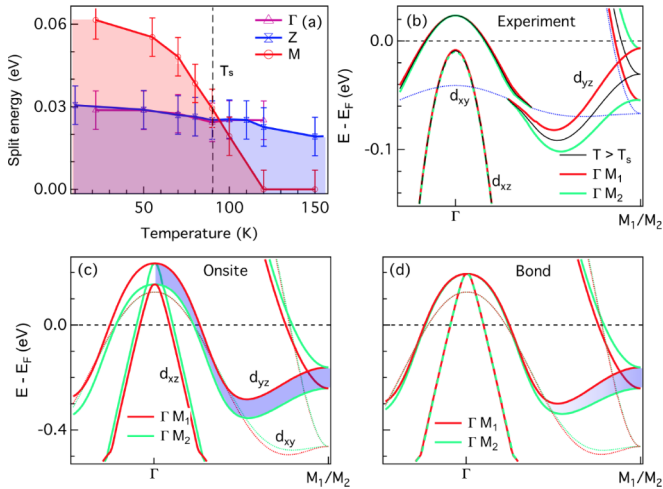 0.06
0.03
0.00
Split energy (eV)
(a)
Γ
Z
M
Ts
50
100
150
Temperature (K)
(b)
Experiment
0.0
-0.1
E - EF (eV)
dyz
dxy
dxz
T > Ts
Γ M1
Γ M2
Γ
M1/M2
(c)
Onsite
0.0
-0.4
E - EF (eV)
dxz
dyz
dxy
Γ M1
Γ M2
Γ
M1/M2
(d)
Bond
0.0
-0.4
E - EF (eV)
Γ M1
Γ M2
Γ
M1/M2